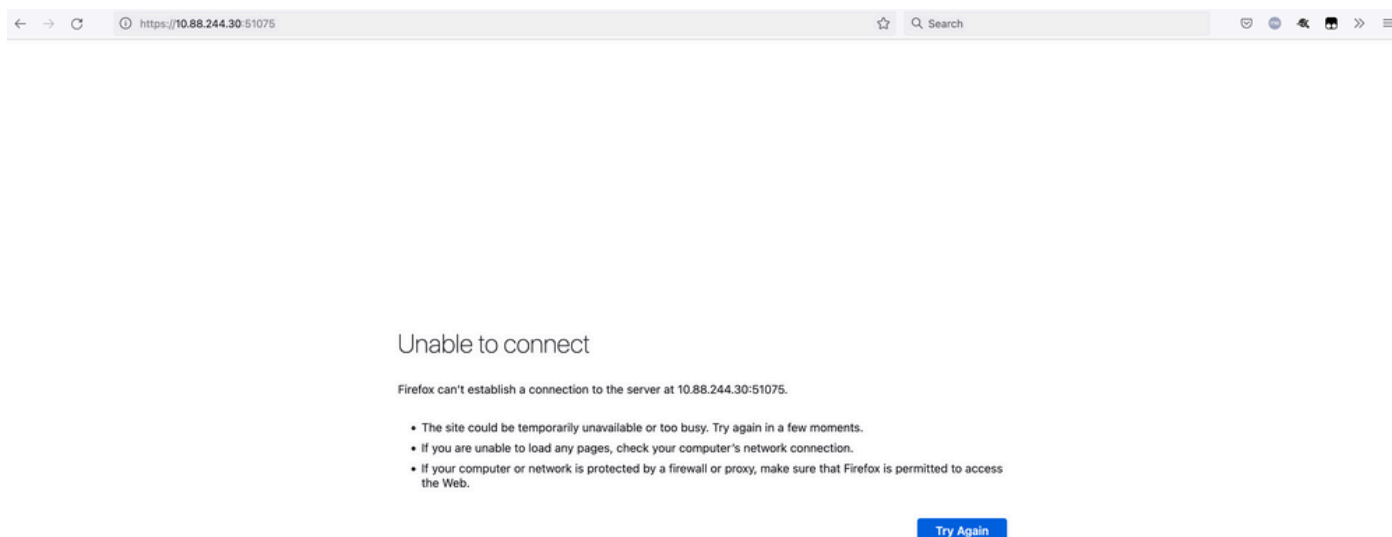 https://10.88.244.30:51075
Search
Unable to connect
Firefox can't establish a connection to the server at 10.88.244.30:51075.
• The site could be temporarily unavailable or too busy. Try again in a few moments.
• If you are unable to load any pages, check your computer's network connection.
• If your computer or network is protected by a firewall or proxy, make sure that Firefox is permitted to access
the Web.
Try Again